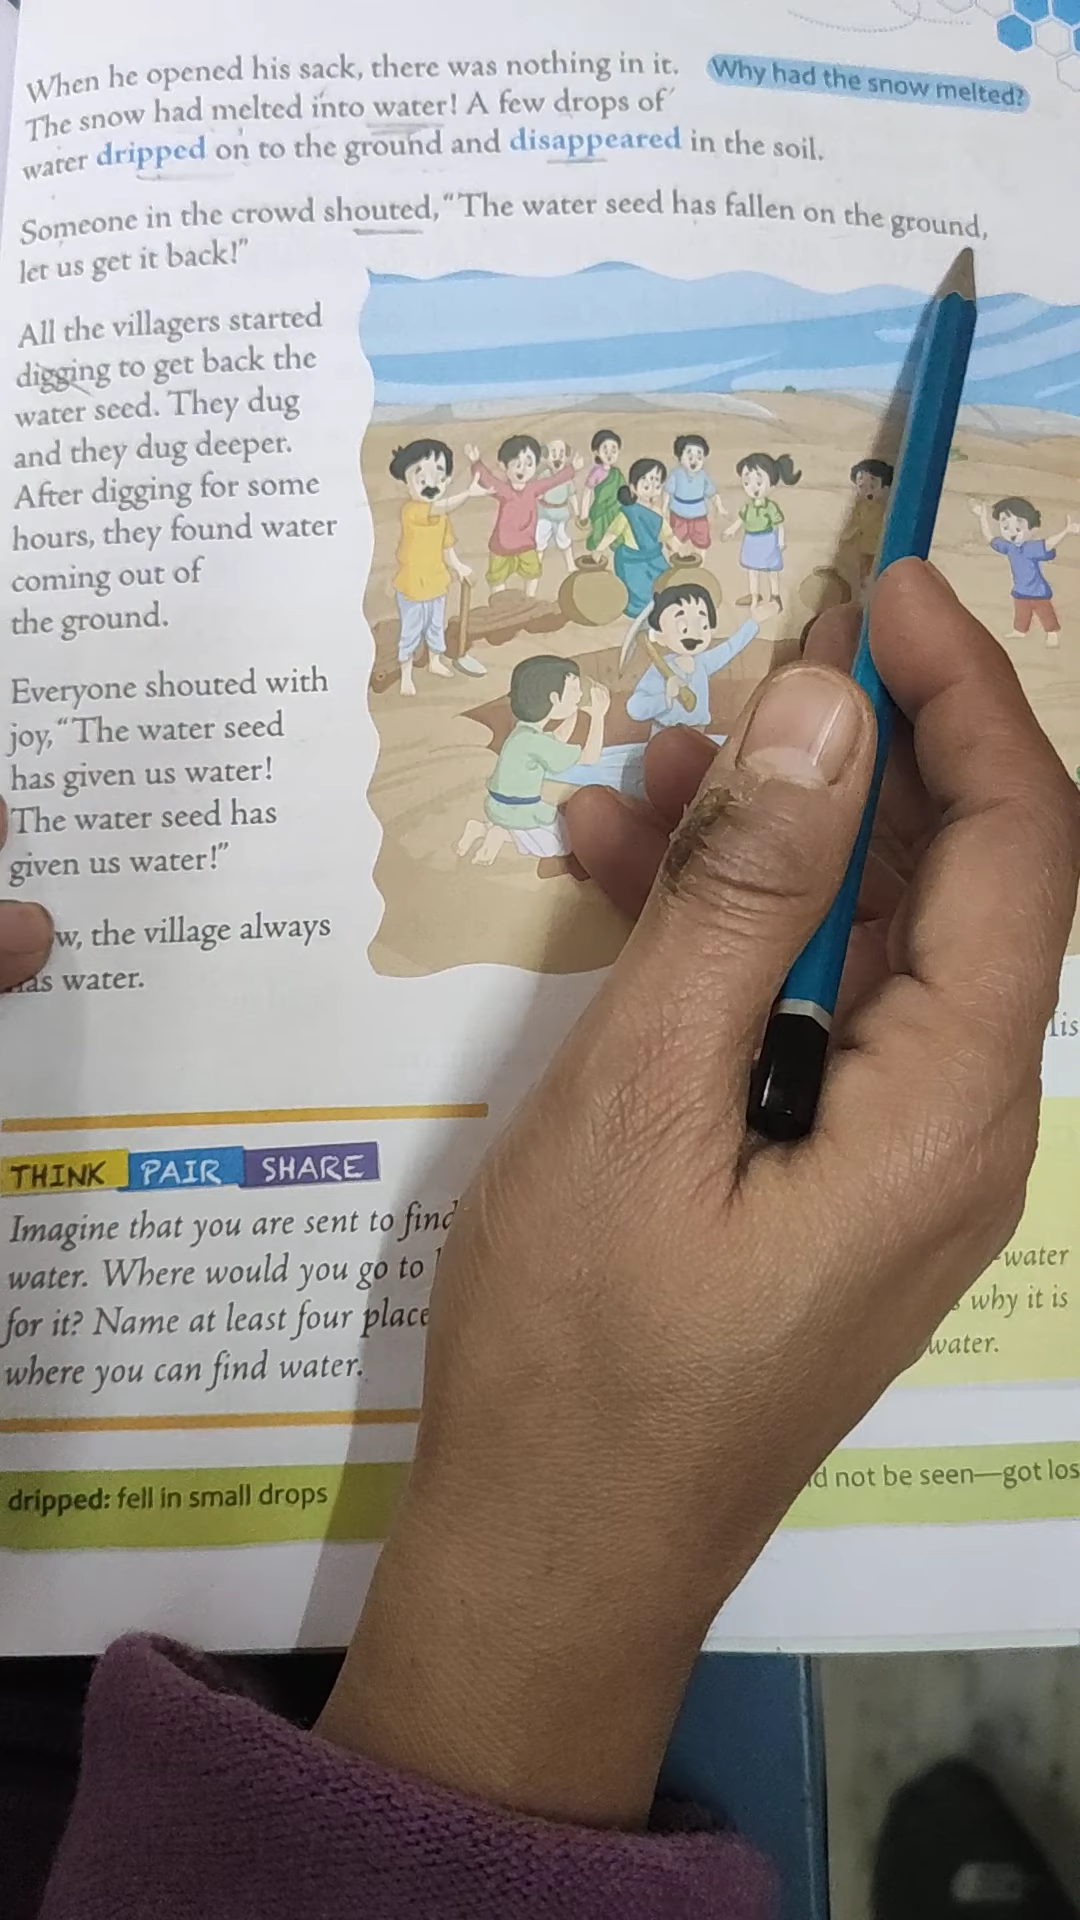 When he opened his sack, there was nothing in it.
Why had the snow melted?
The snow had melted into water! A few drops of
water dripped on to the ground and disappeared in the soil.
Someone in the crowd shouted, “The water seed has fallen on the ground,
let us get it back!”
All the villagers started
digging to get back the
water seed. They dug
and they dug deeper.
After digging for some
hours, they found water
coming out of
the ground.
Everyone shouted with
joy, “The water seed
has given us water!
The water seed has
given us water!”
the village always
water.
THINK PAIR SHARE
Imagine that you are sent to find
water. Where would you go to
for it? Name at least four
where you can find water.
water
why it is
water.
dripped: fell in small drops
not be seen—got